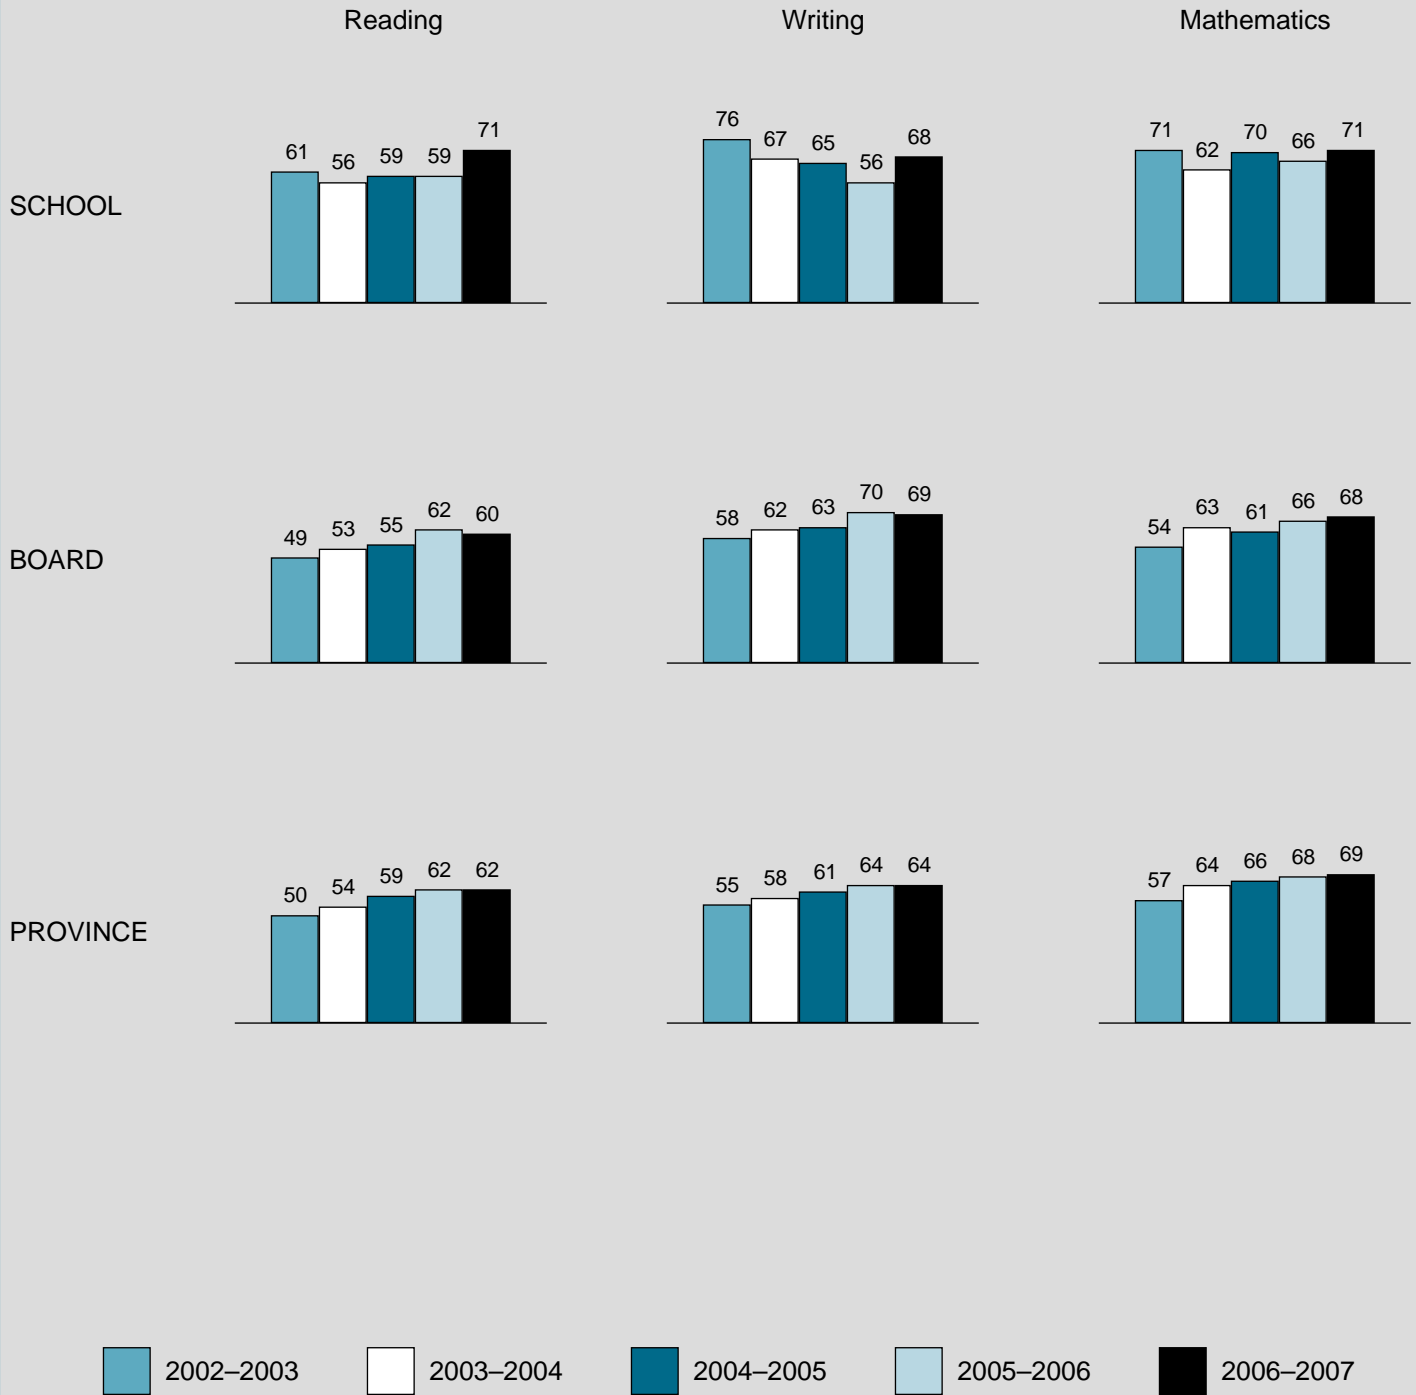 Reading Writing Mathematics
SCHOOL
61 56 59 59 71
76 67 65 56 68
71 62 70 66 71
BOARD
49 53 55 62 60
58 62 63 70 69
54 63 61 66 68
PROVINCE
50 54 59 62 62
55 58 61 64 64
57 64 66 68 69
2002–2003 2003–2004 2004–2005 2005–2006 2006–2007